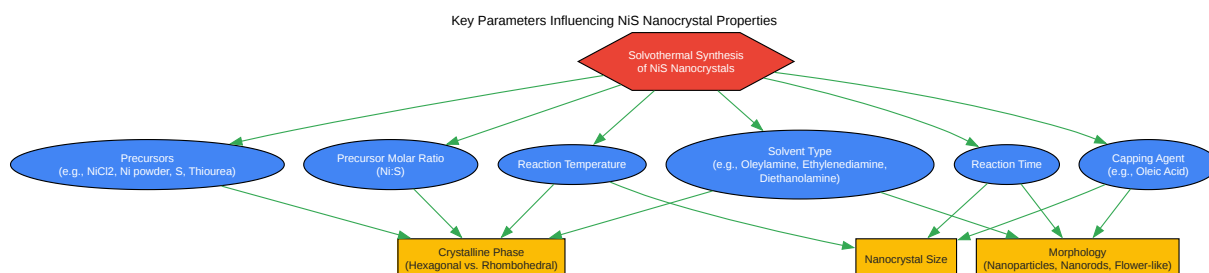 Key Parameters Influencing NiS Nanocrystal Properties
Solvothermal Synthesis
of NiS Nanocrystals
Precursors
(e.g., NiCl2, Ni powder, S, Thiourea)
Precursor Molar Ratio
(Ni:S)
Reaction Temperature
Solvent Type
(e.g., Oleylamine, Ethylenediamine,
Diethanolamine)
Reaction Time
Capping Agent
(e.g., Oleic Acid)
Crystalline Phase
(Hexagonal vs. Rhombohedral)
Nanocrystal Size
Morphology
(Nanoparticles, Nanorods, Flower-like)